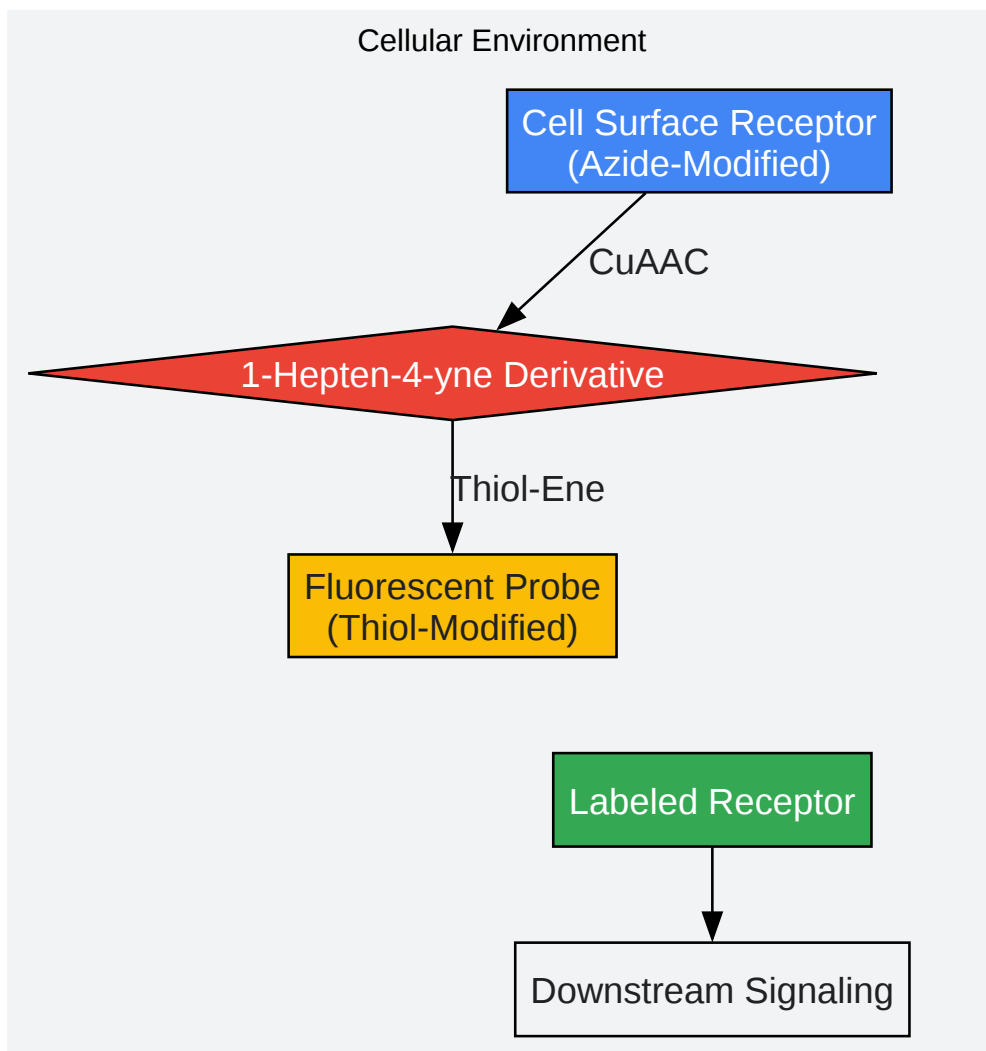 Cellular Environment
Cell Surface Receptor
(Azide-Modified)
CuAAC
1-Hepten-4-yne Derivative
Thiol-Ene
Fluorescent Probe
(Thiol-Modified)
Labeled Receptor
Downstream Signaling